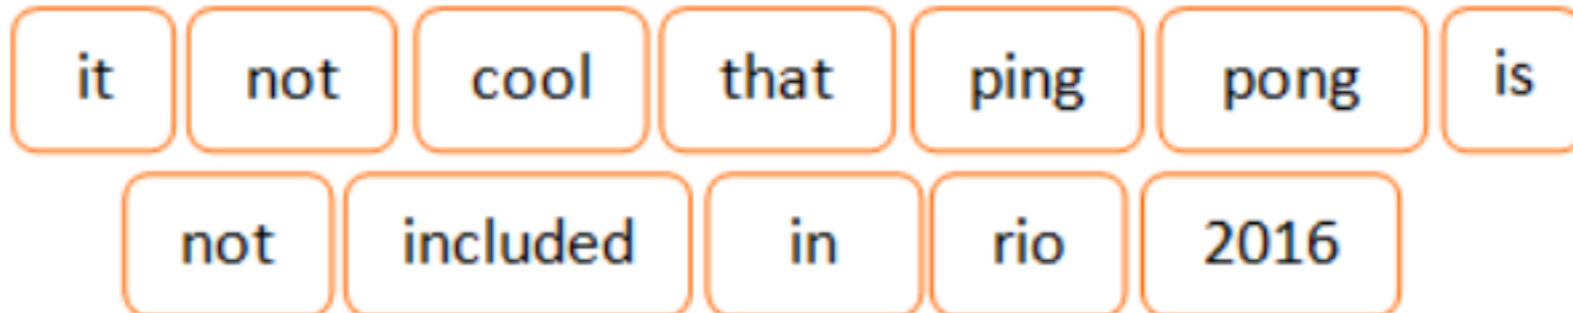 it not cool that ping pong is
not included in rio 2016